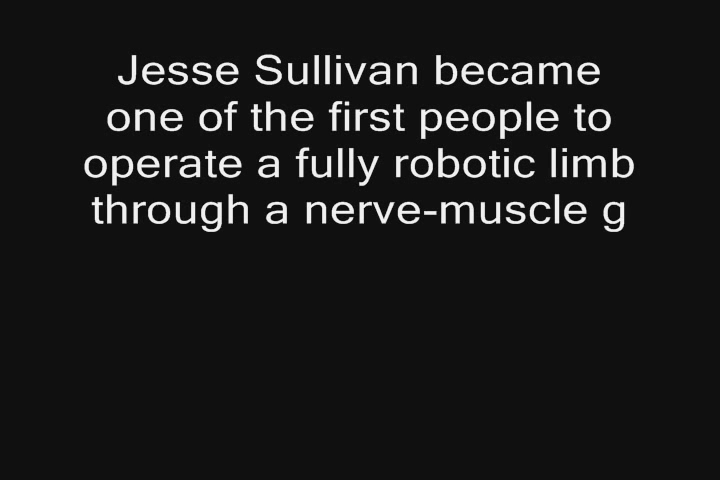 Jesse Sullivan became
one of the first people to
operate a fully robotic limb
through a nerve-muscle g